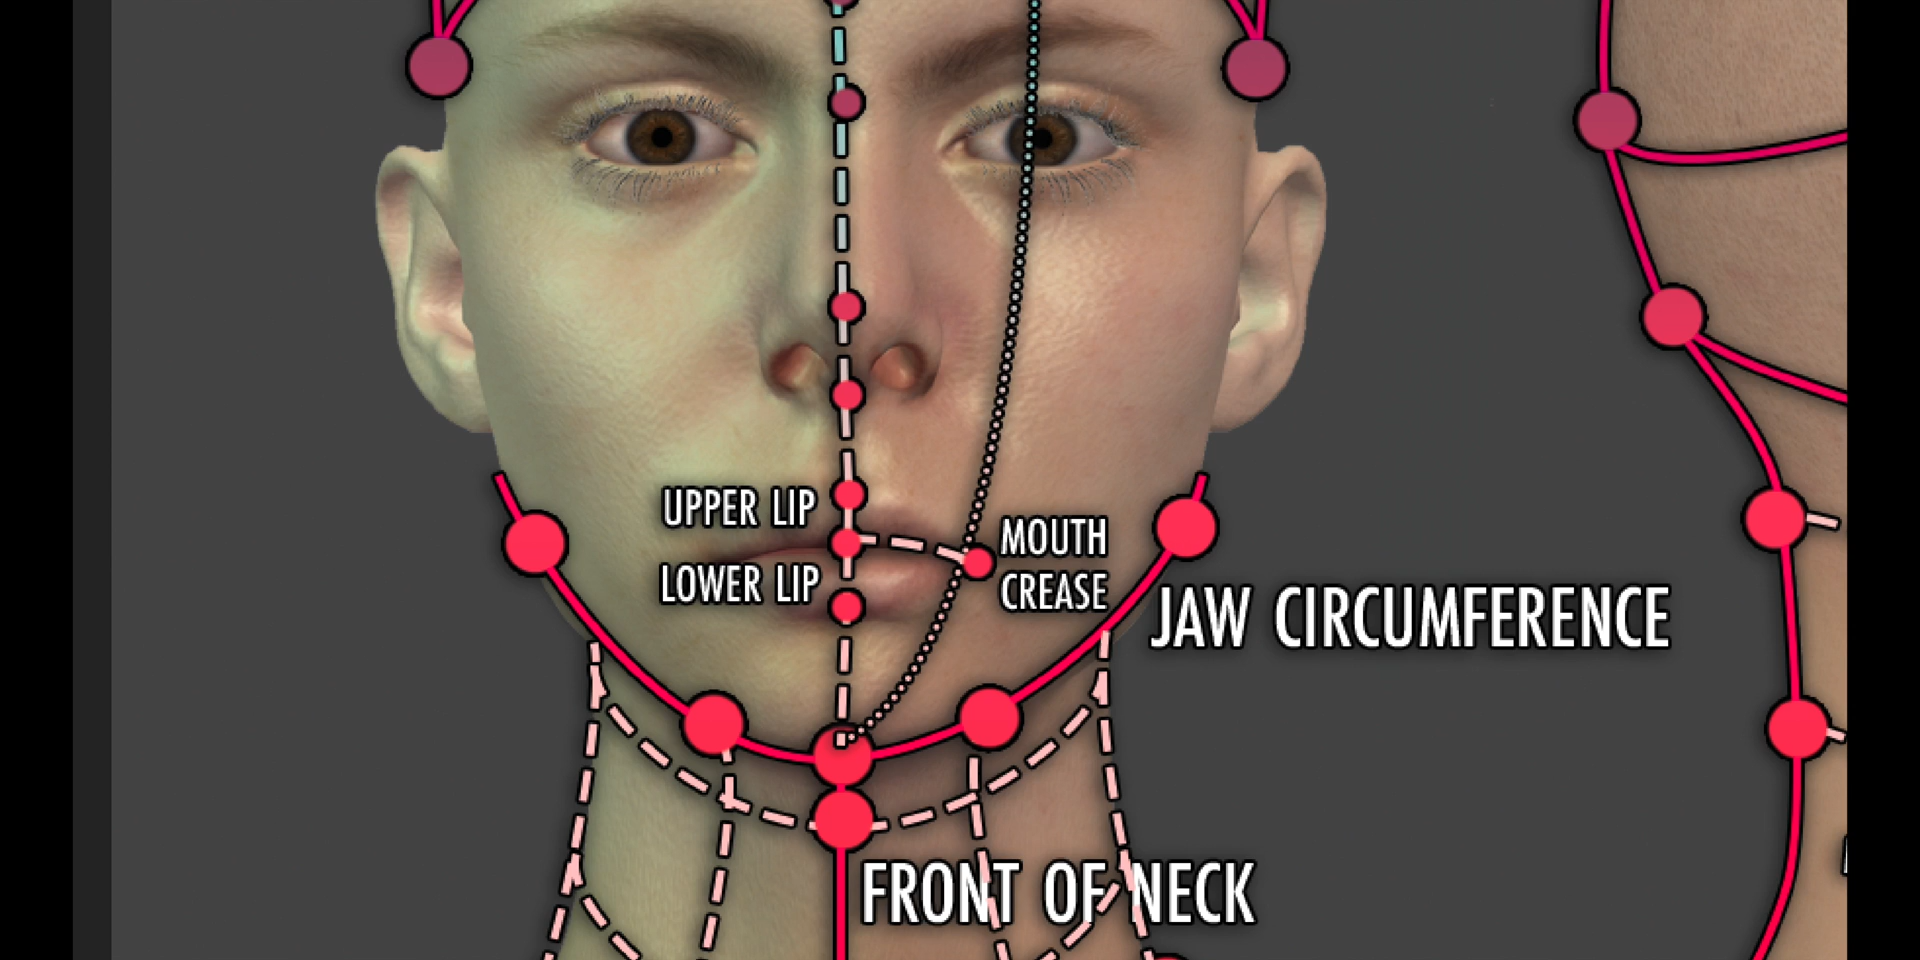 UPPER LIP
LOWER LIP
MOUTH
CREASE
JAW CIRCUMFERENCE
FRONT OF NECK